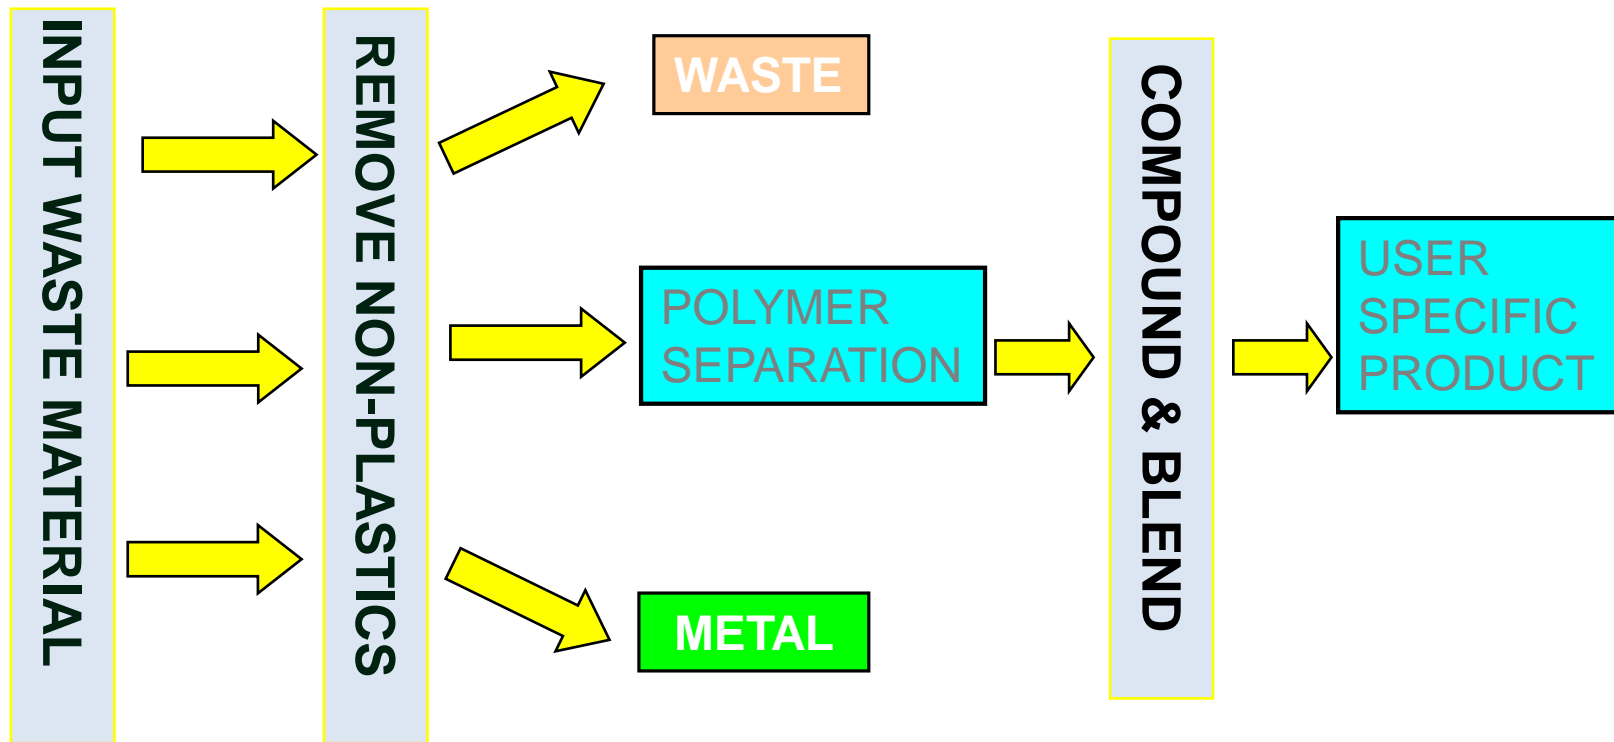 INPUT WASTE MATERIAL
REMOVE NON-PLASTICS
WASTE
POLYMER
SEPARATION
METAL
COMPOUND & BLEND
USER
SPECIFIC
PRODUCT